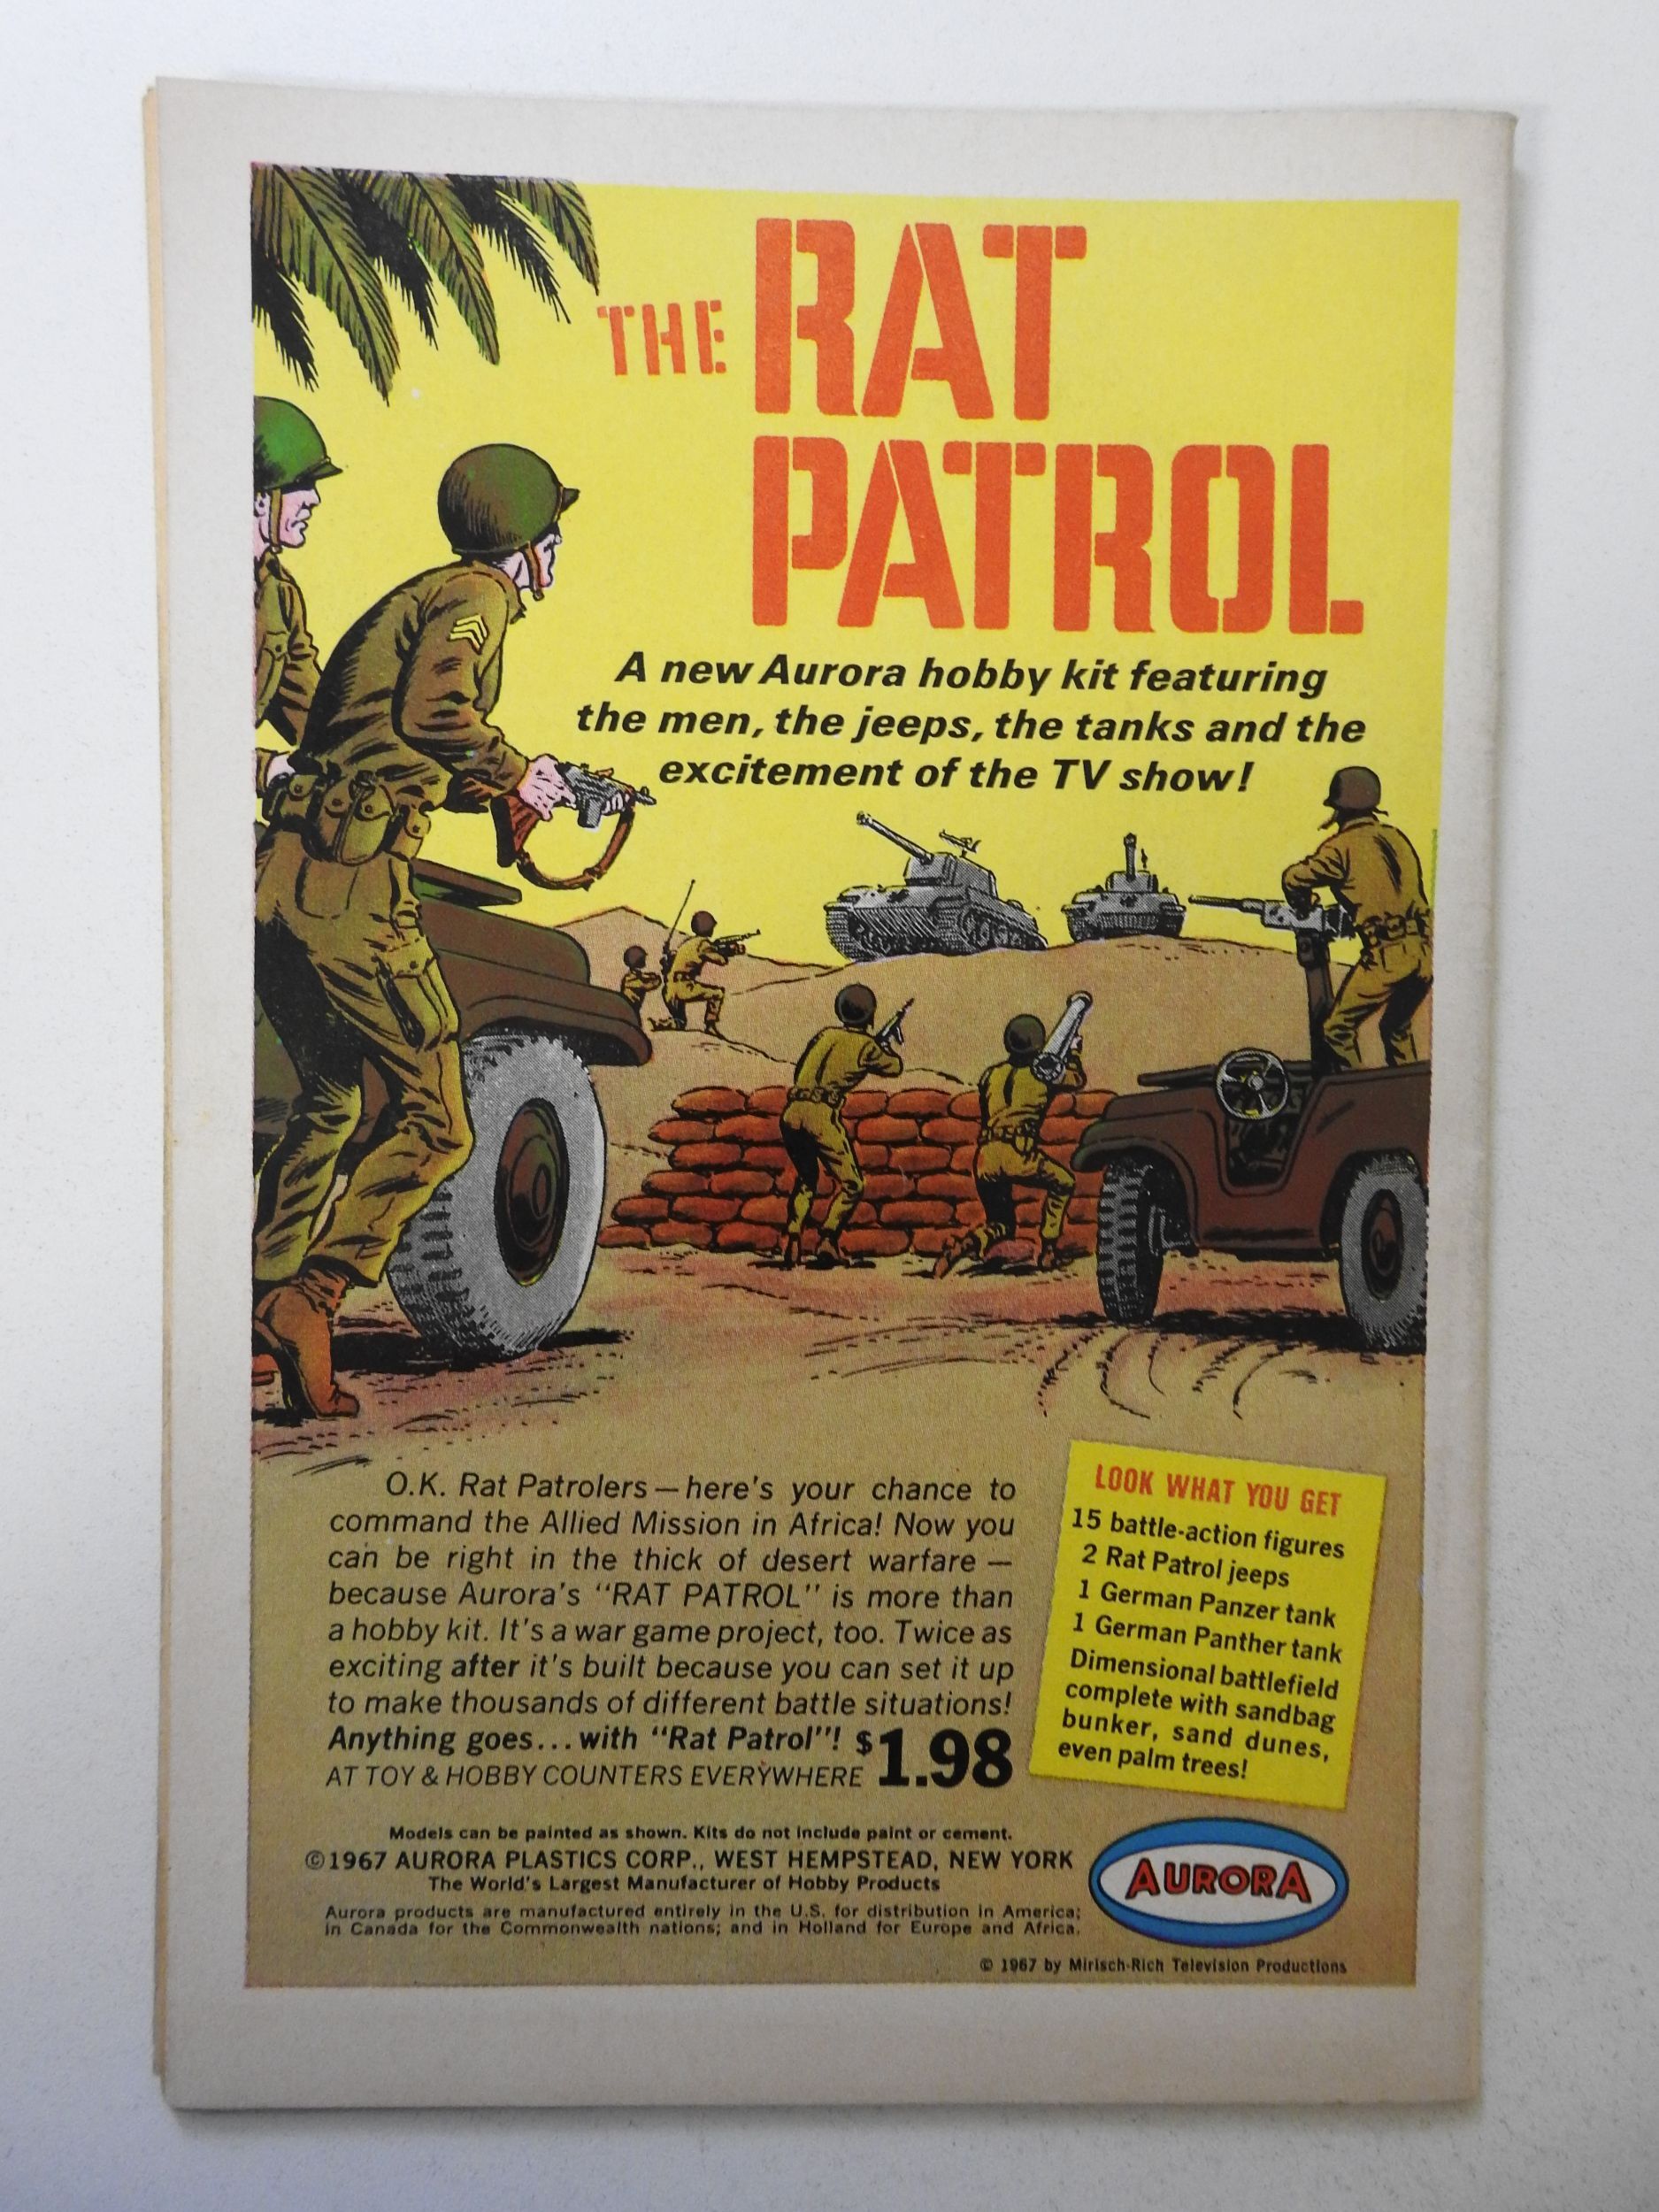 THE RAT
PATROL
A new Aurora hobby kit featuring
the men, the jeeps, the tanks and the
excitement of the TV show!
O.K. Rat Patrolers — here's your chance to
command the Allied Mission in Africa! Now you
can be right in the thick of desert warfare —
because Aurora's "RAT PATROL" is more than
a hobby kit. It's a war game project, too. Twice as
exciting after it's built because you can set it up
to make thousands of different battle situations!
Anything goes... with "Rat Patrol"! $1.98
AT TOY & HOBBY COUNTERS EVERYWHERE
LOOK WHAT YOU GET
15 battle-action figures
2 Rat Patrol jeeps
1 German Panzer tank
1 German Panther tank
Dimensional battlefield
complete with sandbag
bunker, sand dunes,
even palm trees!
Models can be painted as shown. Kits do not include paint or cement.
©1967 AURORA PLASTICS CORP., WEST HEMPSTEAD, NEW YORK
The World's Largest Manufacturer of Hobby Products
Aurora products are manufactured entirely in the U.S. for distribution in America;
in Canada for the Commonwealth nations; and in Holland for Europe and Africa.
AURORA
© 1967 by Mirisch-Rich Television Productions